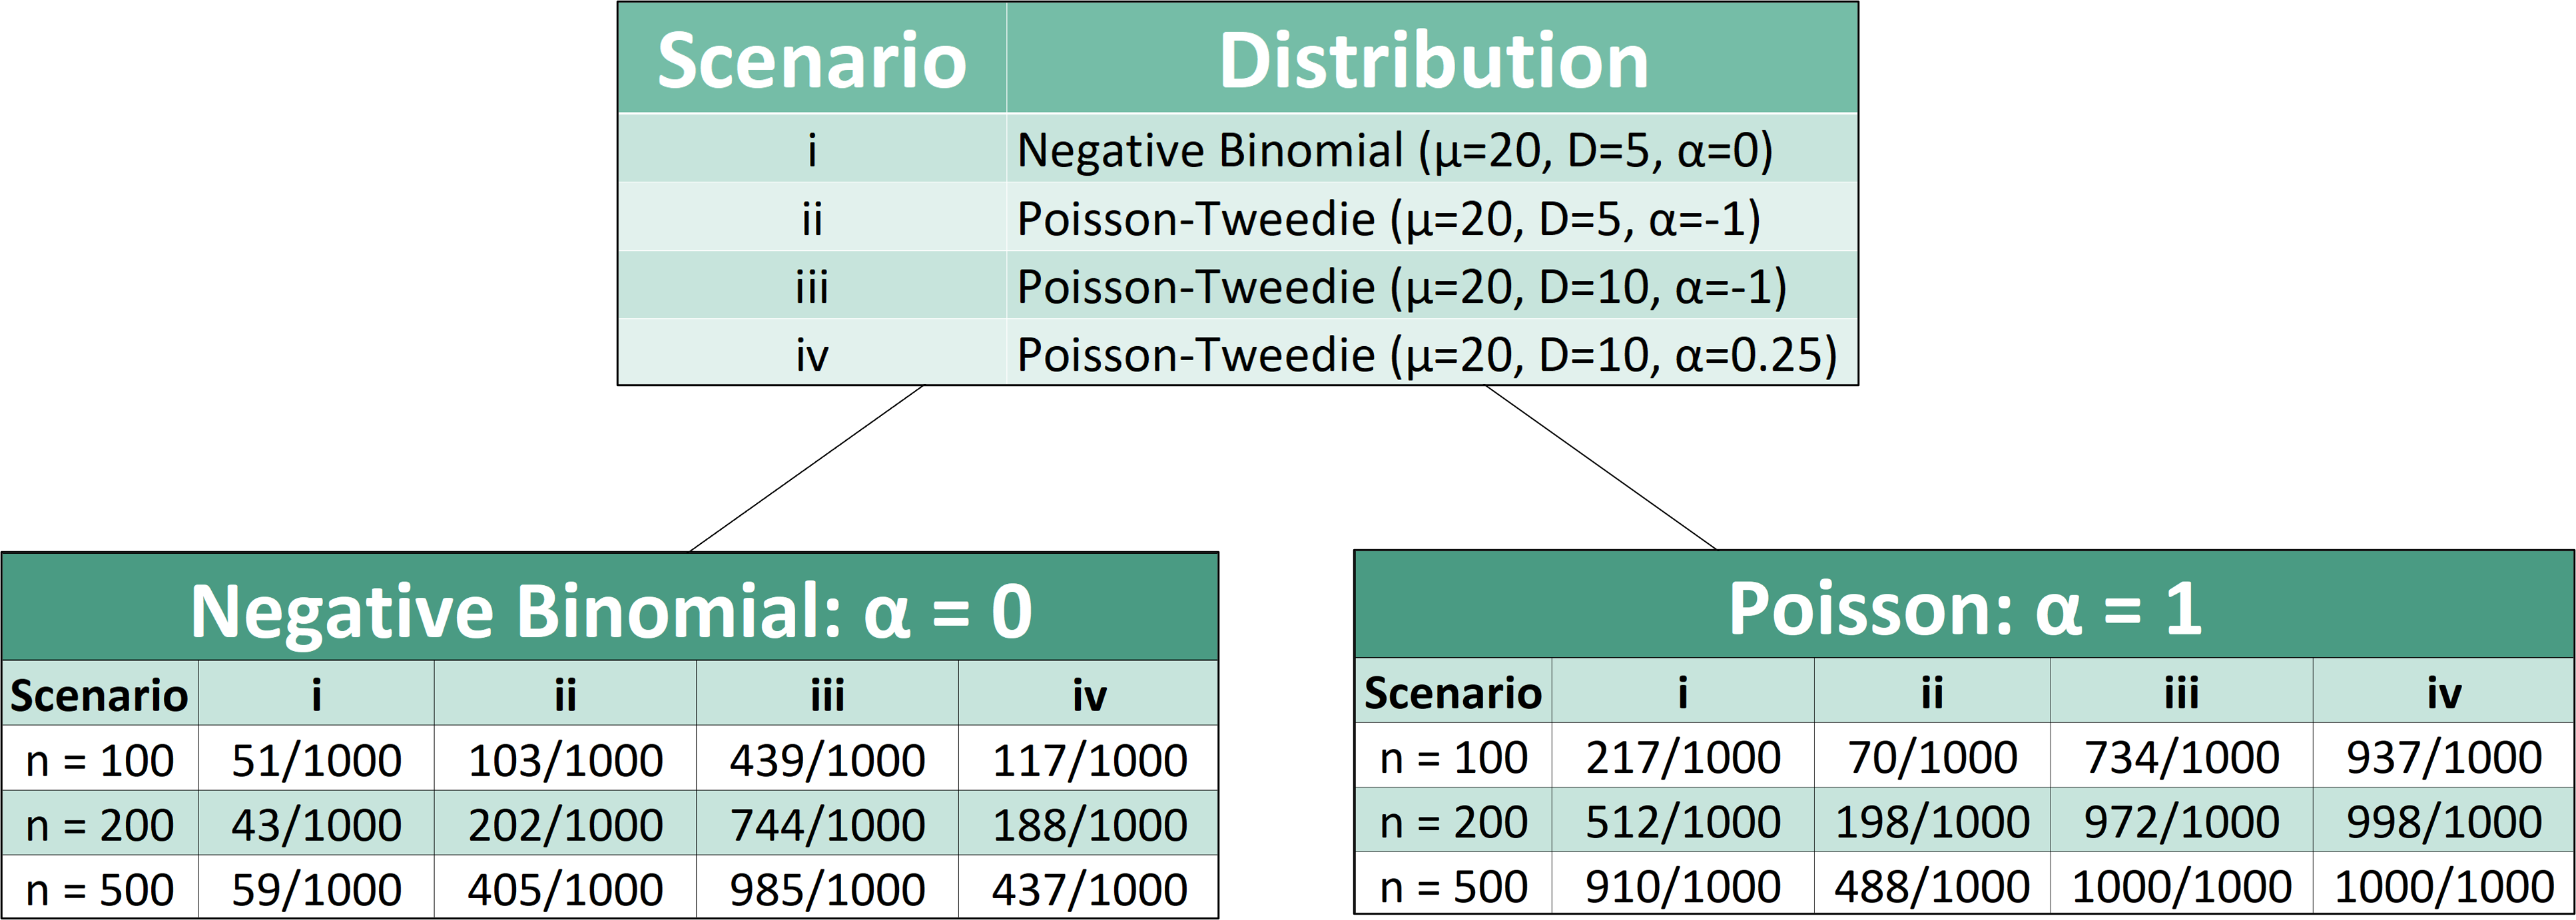 Scenario Distribution
i Negative Binomial (μ=20, D=5, α=0)
ii Poisson-Tweedie (μ=20, D=5, α=-1)
iii Poisson-Tweedie (μ=20, D=10, α=-1)
iv Poisson-Tweedie (μ=20, D=10, α=0.25)
Negative Binomial: α = 0
Scenario i ii iii iv
n = 100 51/1000 103/1000 439/1000 117/1000
n = 200 43/1000 202/1000 744/1000 188/1000
n = 500 59/1000 405/1000 985/1000 437/1000
Poisson: α = 1
Scenario i ii iii iv
n = 100 217/1000 70/1000 734/1000 937/1000
n = 200 512/1000 198/1000 972/1000 998/1000
n = 500 910/1000 488/1000 1000/1000 1000/1000